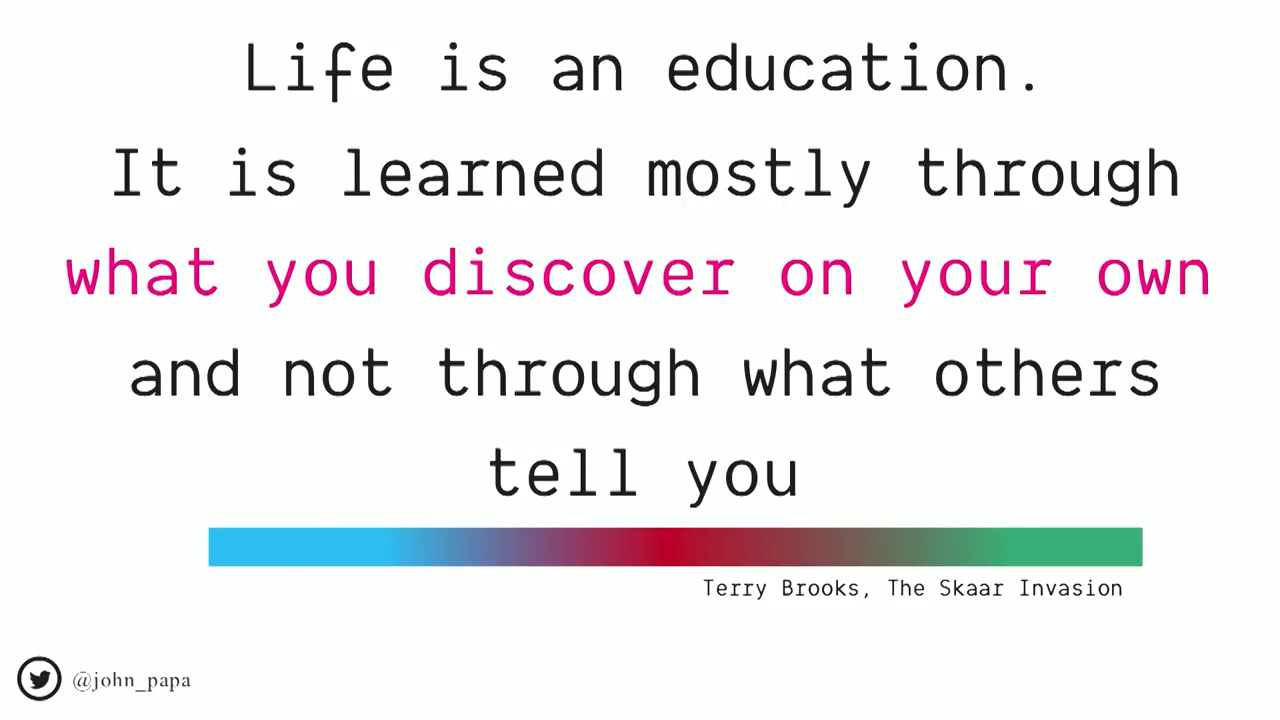 Life is an education.
It is learned mostly through
what you discover on your own
and not through what others
tell you
Terry Brooks, The Skaar Invasion
@john_papa